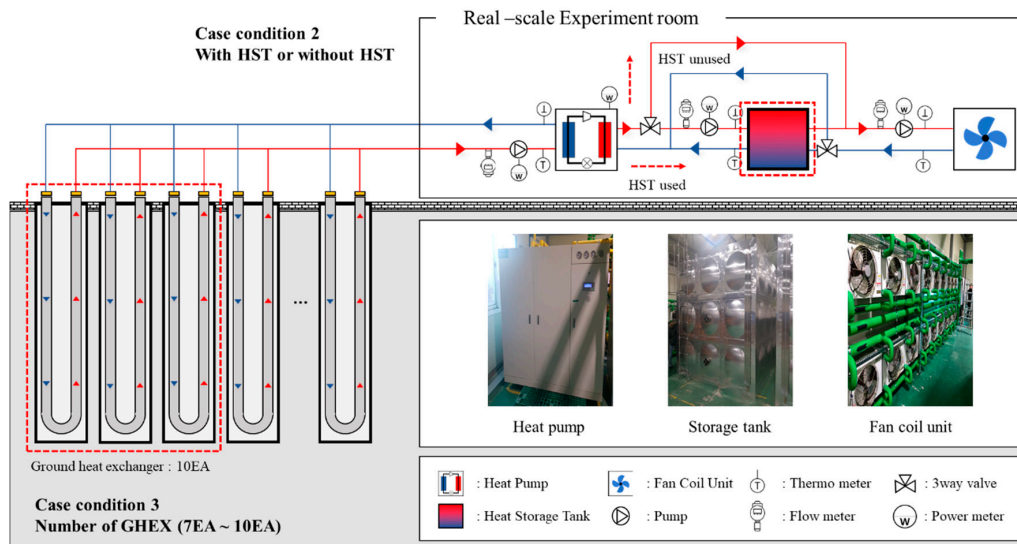 Real –scale Experiment room
Case condition 2
With HST or without HST
HST unused
HST used
T
W
T
W
T
W
T
T
W
T
T
...
Heat pump
Storage tank
Fan coil unit
Ground heat exchanger : 10EA
Case condition 3
Number of GHEX (7EA ~ 10EA)
: Heat Pump
: Fan Coil Unit
T : Thermo meter
: 3way valve
: Heat Storage Tank
: Pump
: Flow meter
W : Power meter